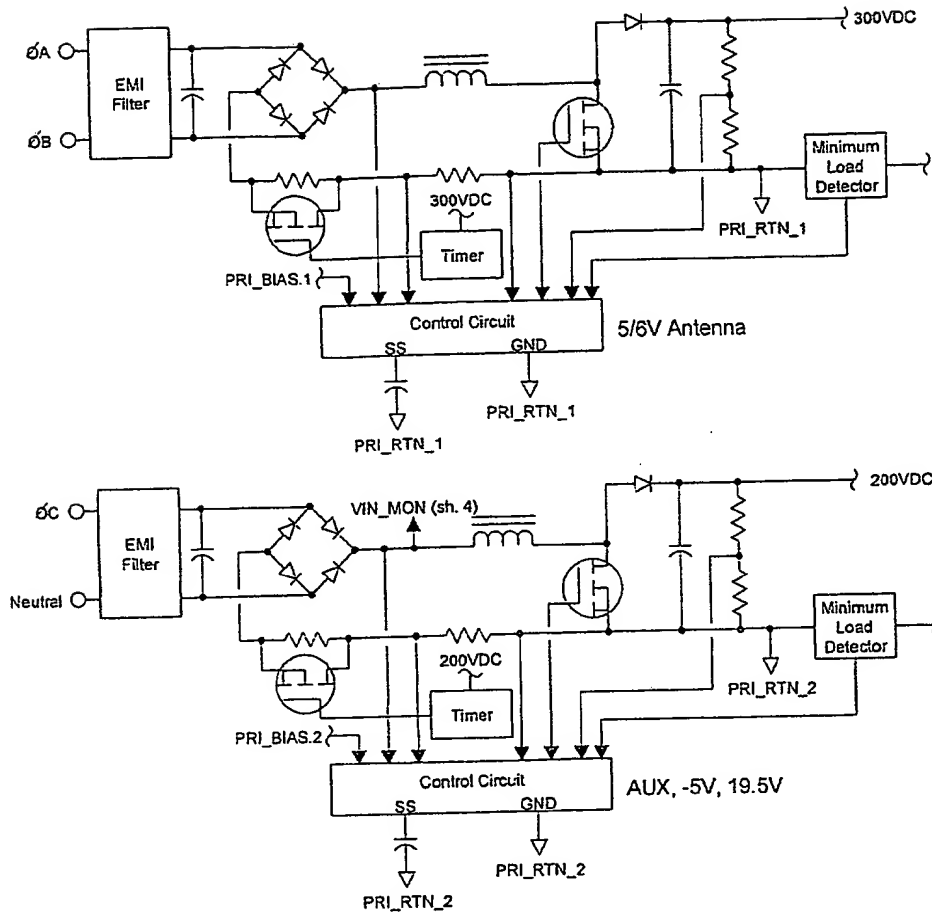 ØA
EMI
Filter
ØB
300VDC
Minimum
Load
Detector
300VDC
PRI_RTN_1
Timer
PRI_BIAS.1
Control Circuit
5/6V Antenna
SS
GND
PRI_RTN_1
PRI_RTN_1
ØC
EMI
Filter
Neutral
VIN_MON (sh. 4)
200VDC
Minimum
Load
Detector
200VDC
PRI_RTN_2
Timer
PRI_BIAS.2
Control Circuit
AUX, -5V, 19.5V
SS
GND
PRI_RTN_2
PRI_RTN_2